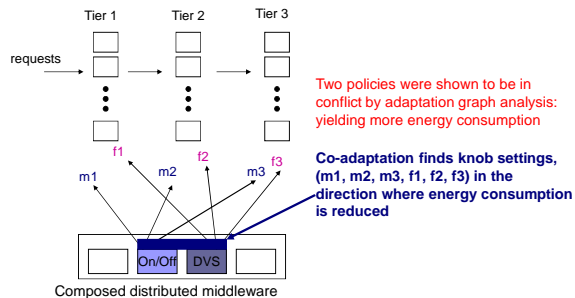 Tier 1 Tier 2 Tier 3
requests
Two policies were shown to be in
conflict by adaptation graph analysis:
yielding more energy consumption
f1 f2 f3
m1 m2 m3
Co-adaptation finds knob settings,
(m1, m2, m3, f1, f2, f3) in the
direction where energy consumption
is reduced
On/Off DVS
Composed distributed middleware